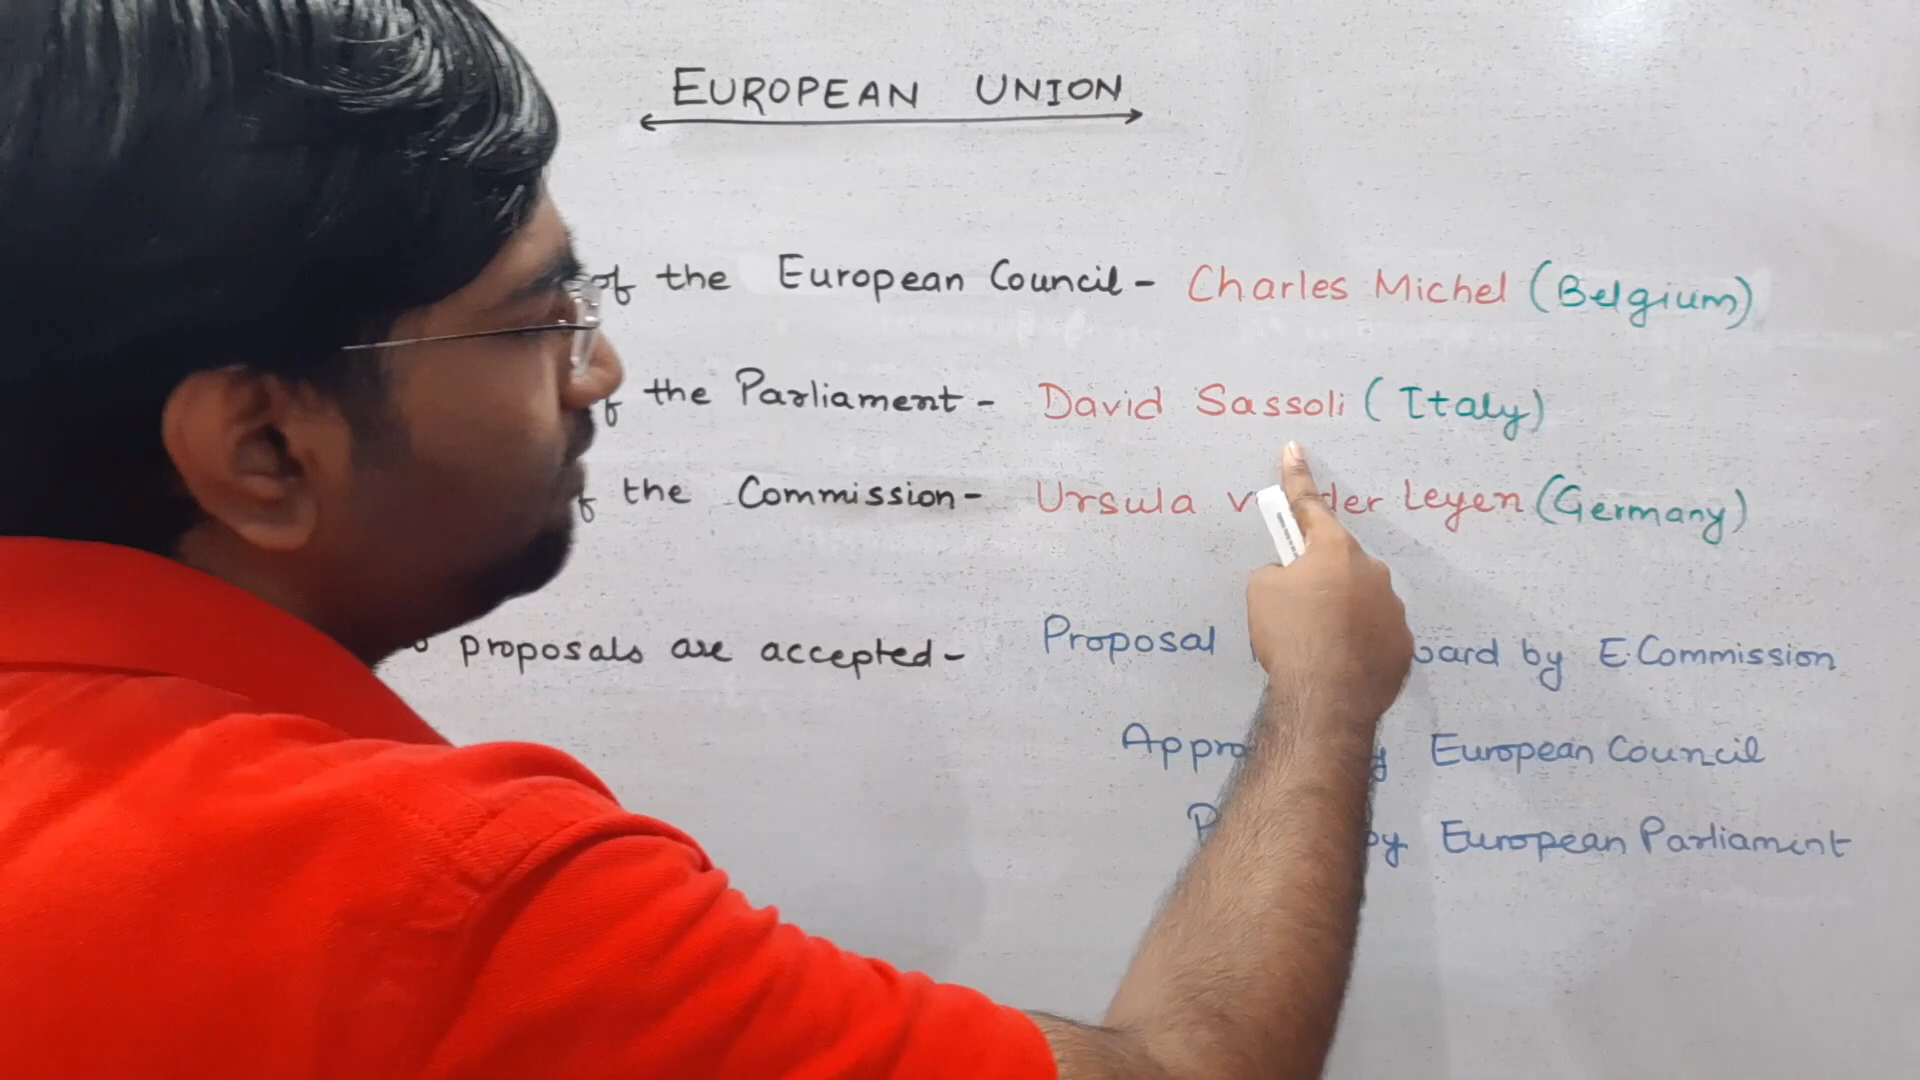 EUROPEAN UNION
of the European Council - Charles Michel (Belgium)
the Parliament - David Sassoli (Italy)
the Commission - Ursula der Leyen (Germany)
proposals are accepted - Proposal by E.Commission
European Council
by European Parliament